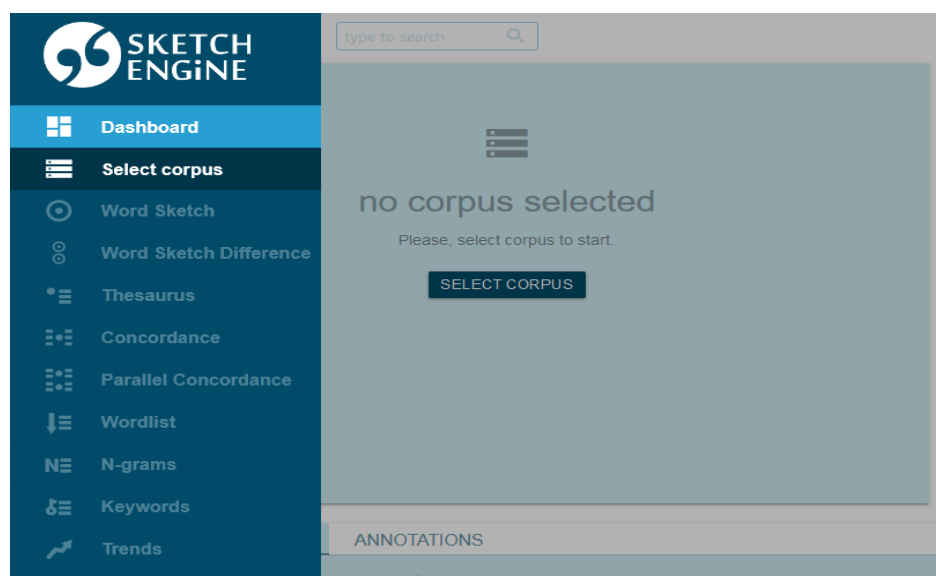 SKETCH
ENGiNE
Dashboard
Select corpus
Word Sketch
Word Sketch Difference
Thesaurus
Concordance
Parallel Concordance
Wordlist
N-grams
Keywords
Trends
type to search
no corpus selected
Please, select corpus to start.
SELECT CORPUS
ANNOTATIONS